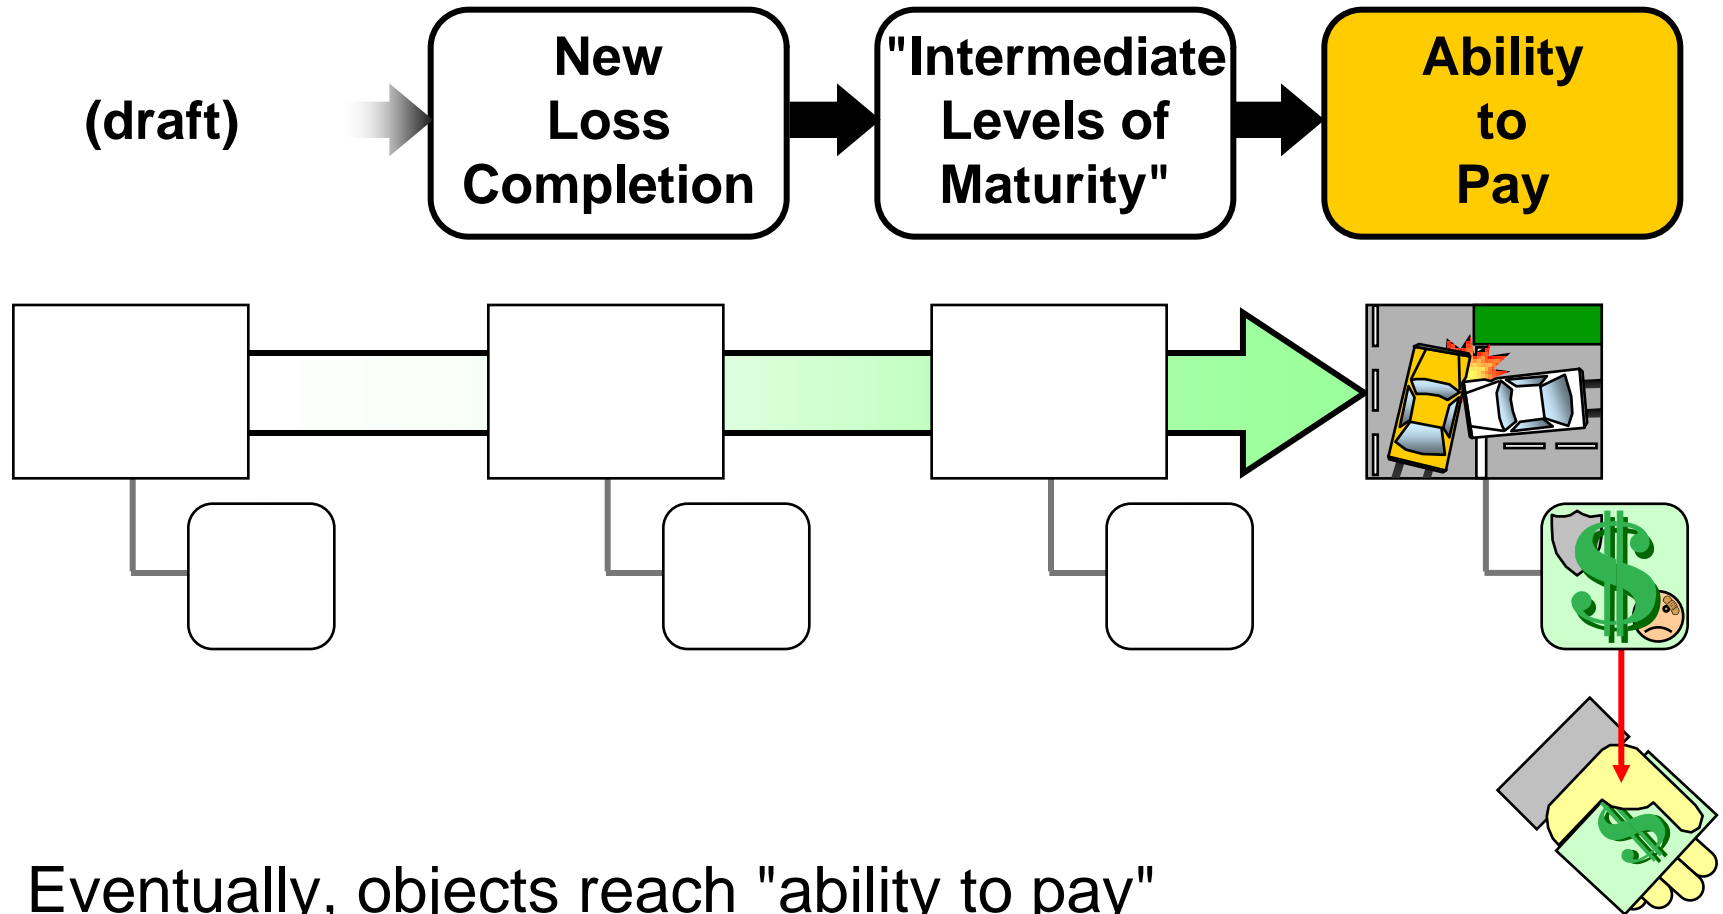 (draft)
New
Loss
Completion
"Intermediate
Levels of
Maturity"
Ability
to
Pay
$
$
Eventually, objects reach "ability to pay"